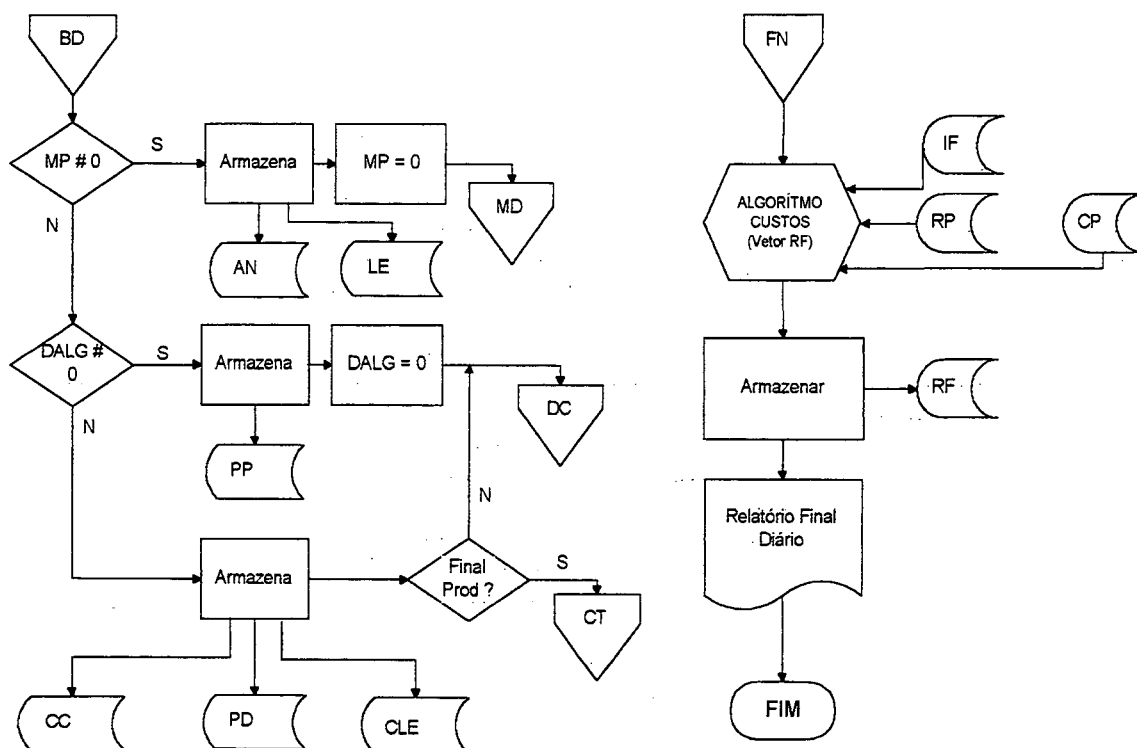 BD
MP # 0
S
Armazena
MP = 0
MD
N
AN
LE
DALG #
0
S
Armazena
DALG = 0
DC
N
PP
N
Armazena
Final
Prod ?
S
CT
CC
PD
CLE
FN
IF
ALGORÍTMO
CUSTOS
(Vetor RF)
RP
CP
Armazenar
RF
Relatório Final
Diário
FIM